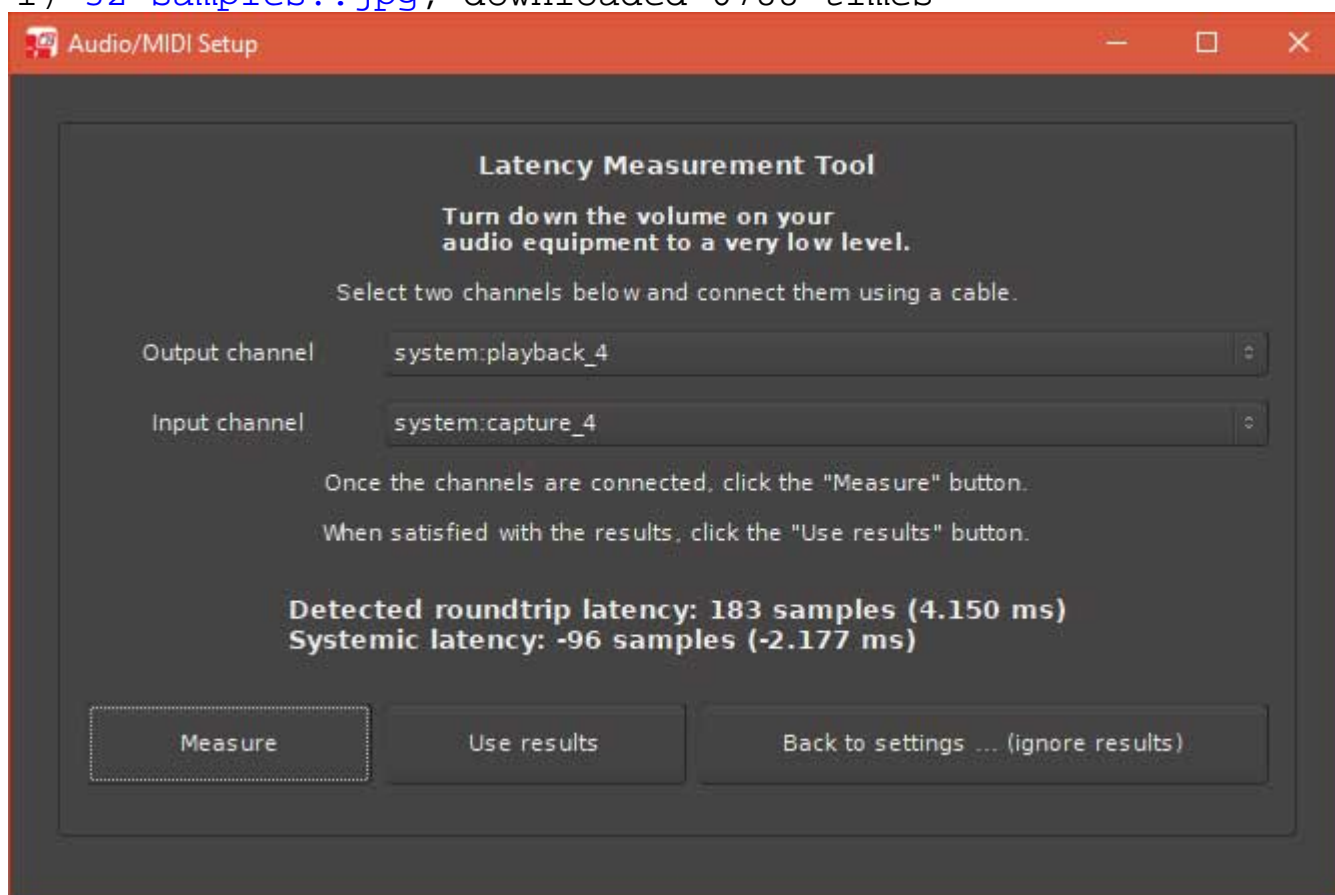 Audio/MIDI Setup
Latency Measurement Tool
Turn down the volume on your
audio equipment to a very low level.
Select two channels below and connect them using a cable.
Output channel system:playback_4
Input channel system:capture_4
Once the channels are connected, click the "Measure" button.
When satisfied with the results, click the "Use results" button.
Detected roundtrip latency: 183 samples (4.150 ms)
Systemic latency: -96 samples (-2.177 ms)
Measure Use results Back to settings ... (ignore results)